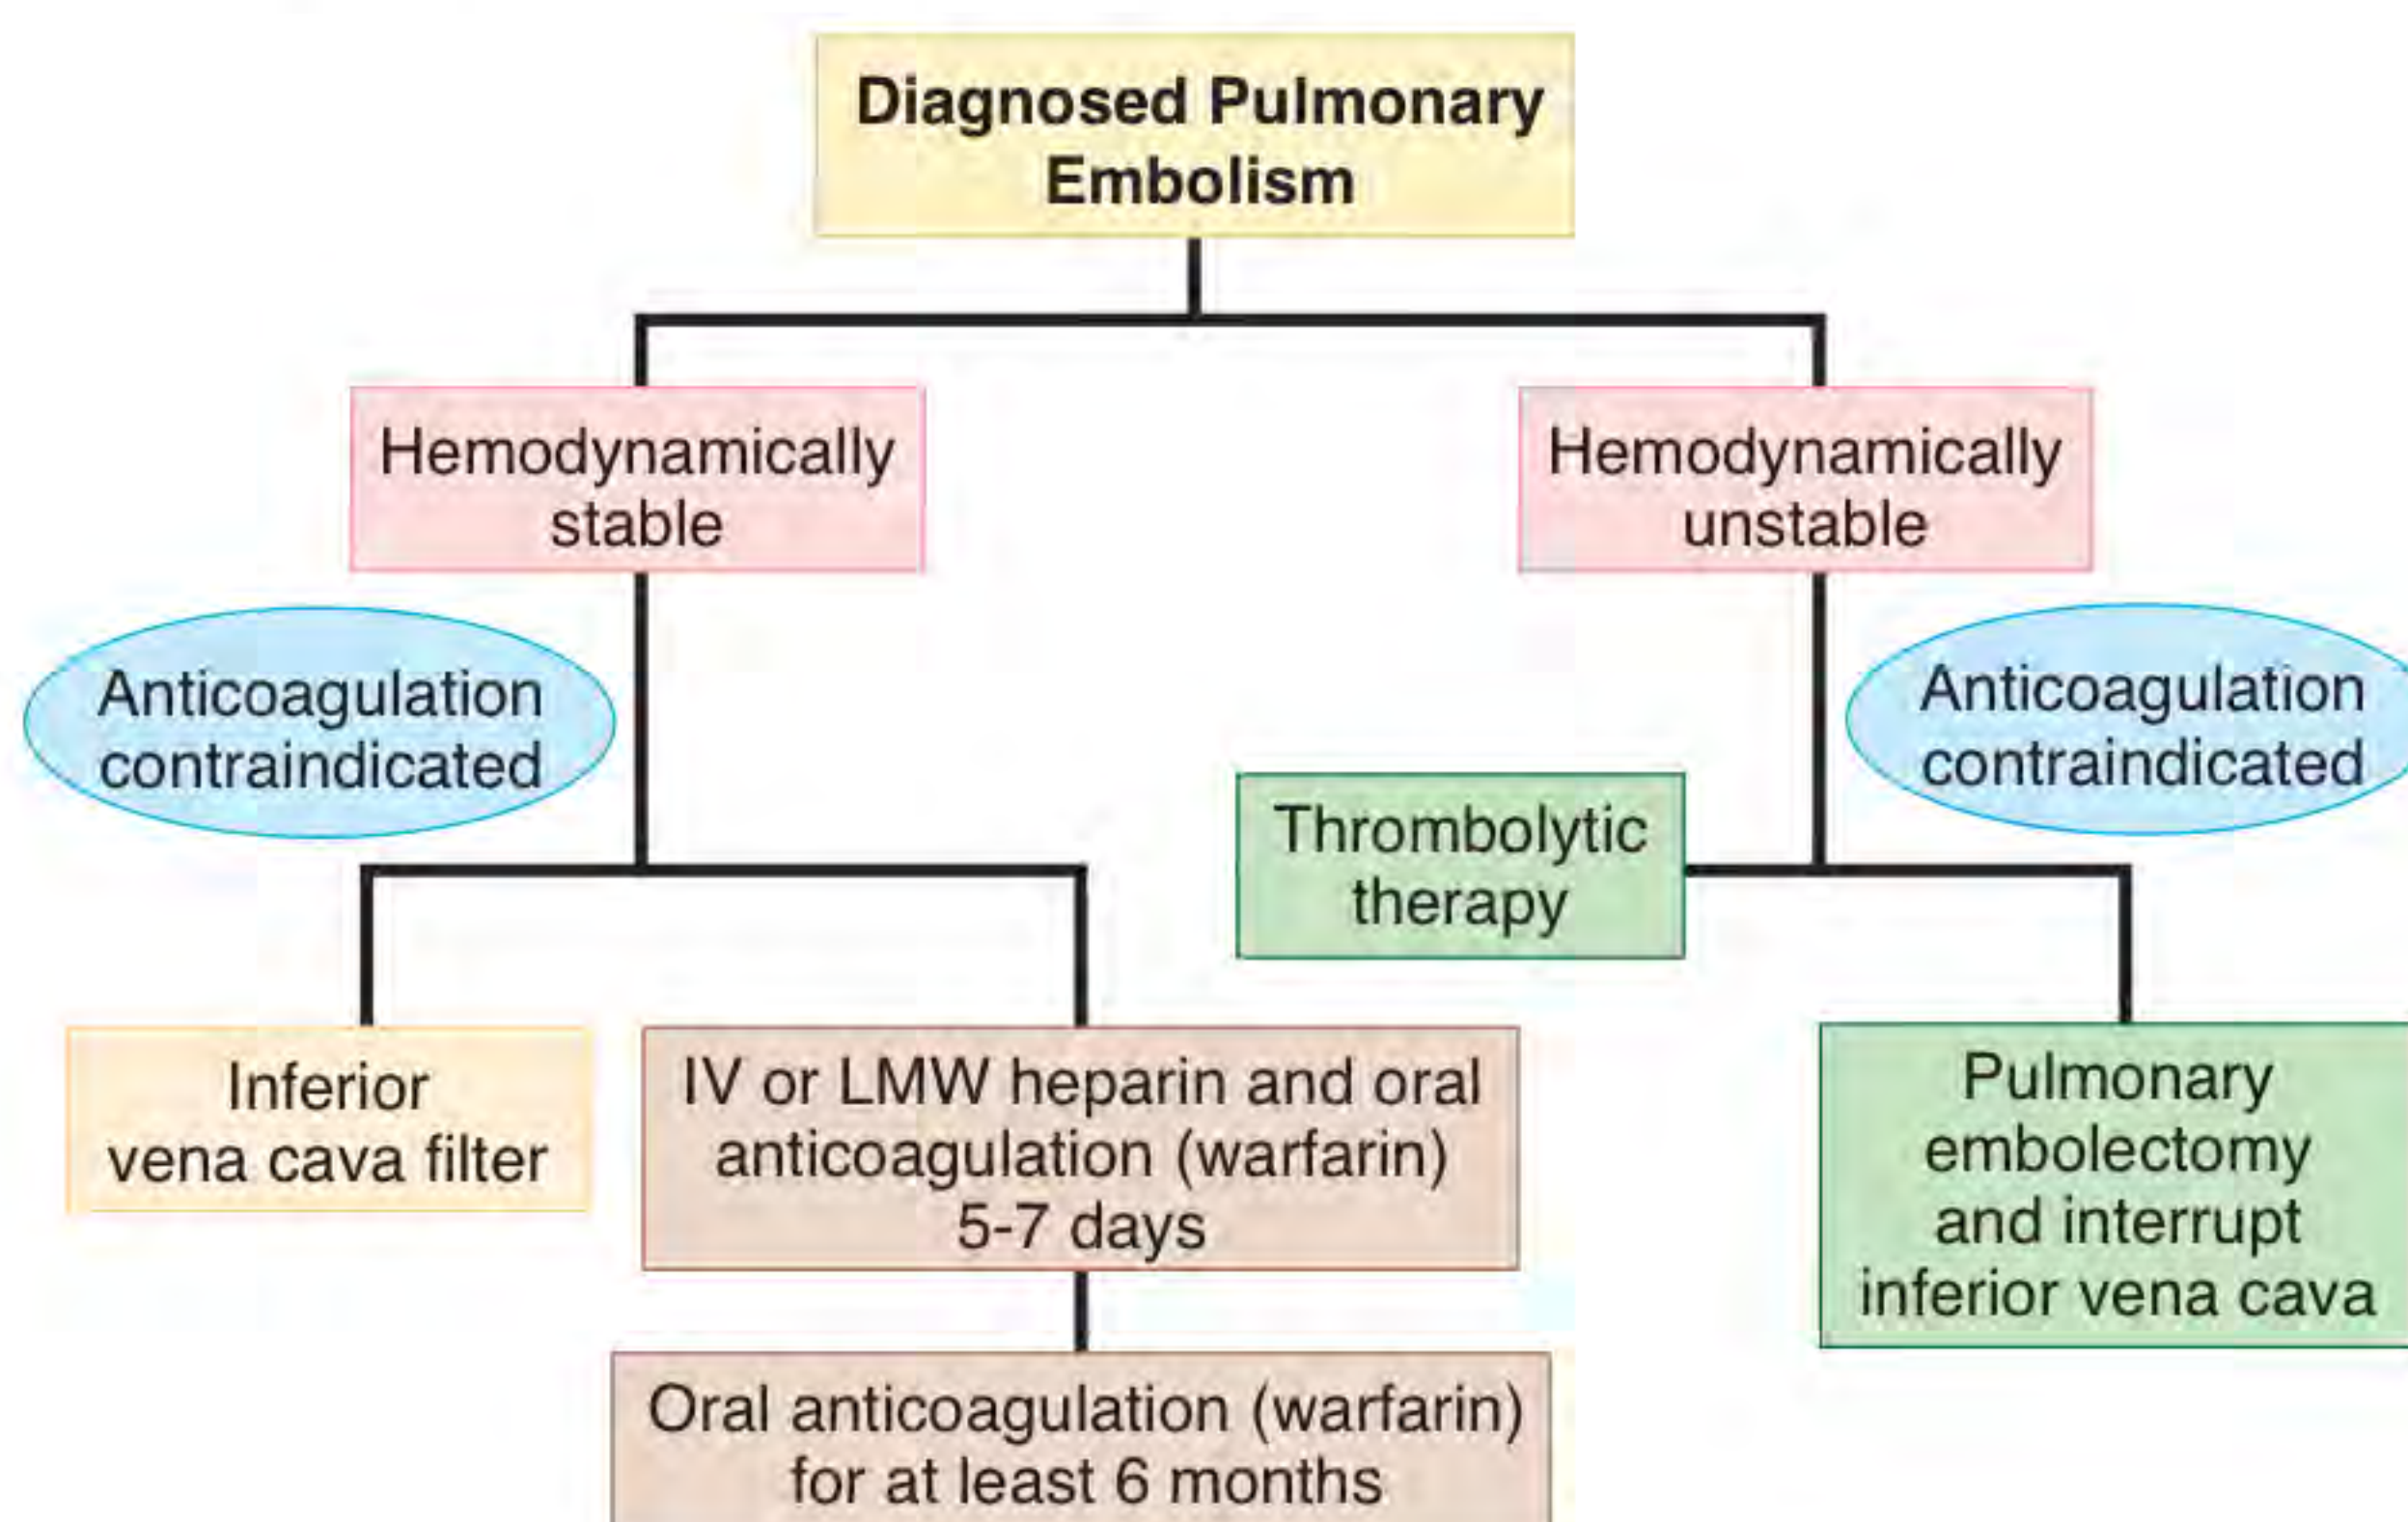 Diagnosed Pulmonary
Embolism
Hemodynamically
stable
Hemodynamically
unstable
Anticoagulation
contraindicated
Anticoagulation
contraindicated
Thrombolytic
therapy
Inferior
vena cava filter
IV or LMW heparin and oral
anticoagulation (warfarin)
5-7 days
Pulmonary
embolectomy
and interrupt
inferior vena cava
Oral anticoagulation (warfarin)
for at least 6 months